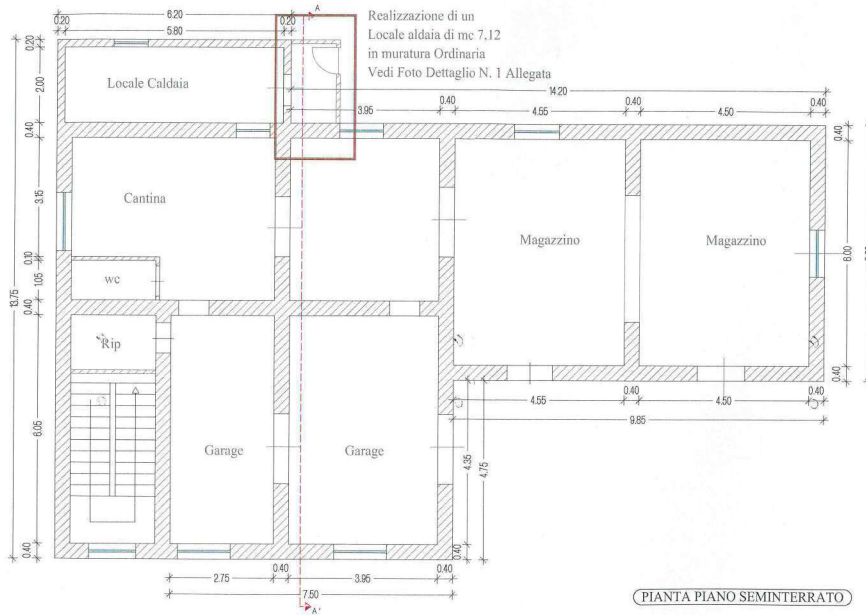 6.20
A
0.20
0.20
5.80
Realizzazione di un
Locale aldaia di mc 7,12
in muratura Ordinaria
Vedi Foto Dettaglio N. 1 Allegata
0.20
2.00
Locale Caldaia
14.20
0.40
0.40
0.40
3.95
4.55
4.50
0.40
0.40
3.15
Cantina
Magazzino
Magazzino
6.00
13.75
0.10
1.05
wc
0.40
Rip
0.40
0.40
0.40
4.55
4.50
9.85
6.05
Garage
Garage
4.35
4.75
0.40
0.40
0.40
0.40
2.75
3.95
7.50
A'
PIANTA PIANO SEMINTERRATO